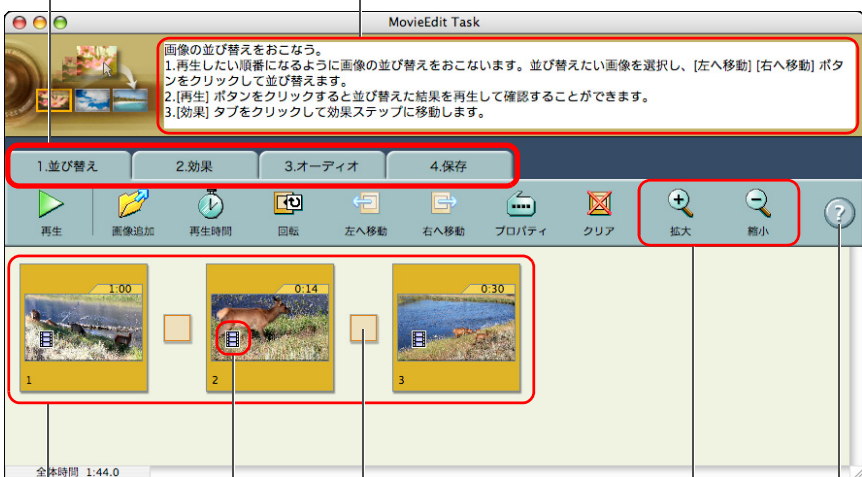 MovieEdit Task
画像の並び替えをおこなう。
1.再生したい順番になるように画像の並び替えをおこないます。並び替えたい画像を選択し、[左へ移動] [右へ移動] ボタ
ンをクリックして並び替えます。
2.[再生] ボタンをクリックすると並び替えた結果を再生して確認することができます。
3.[効果] タブをクリックして効果ステップに移動します。
1.並び替え 2.効果 3.オーディオ 4.保存
再生 画像追加 再生時間 回転 左へ移動 右へ移動 プロパティ クリア 拡大 縮小 ?
1:00 0:14 0:30
1 2 3
全体時間 1:44.0